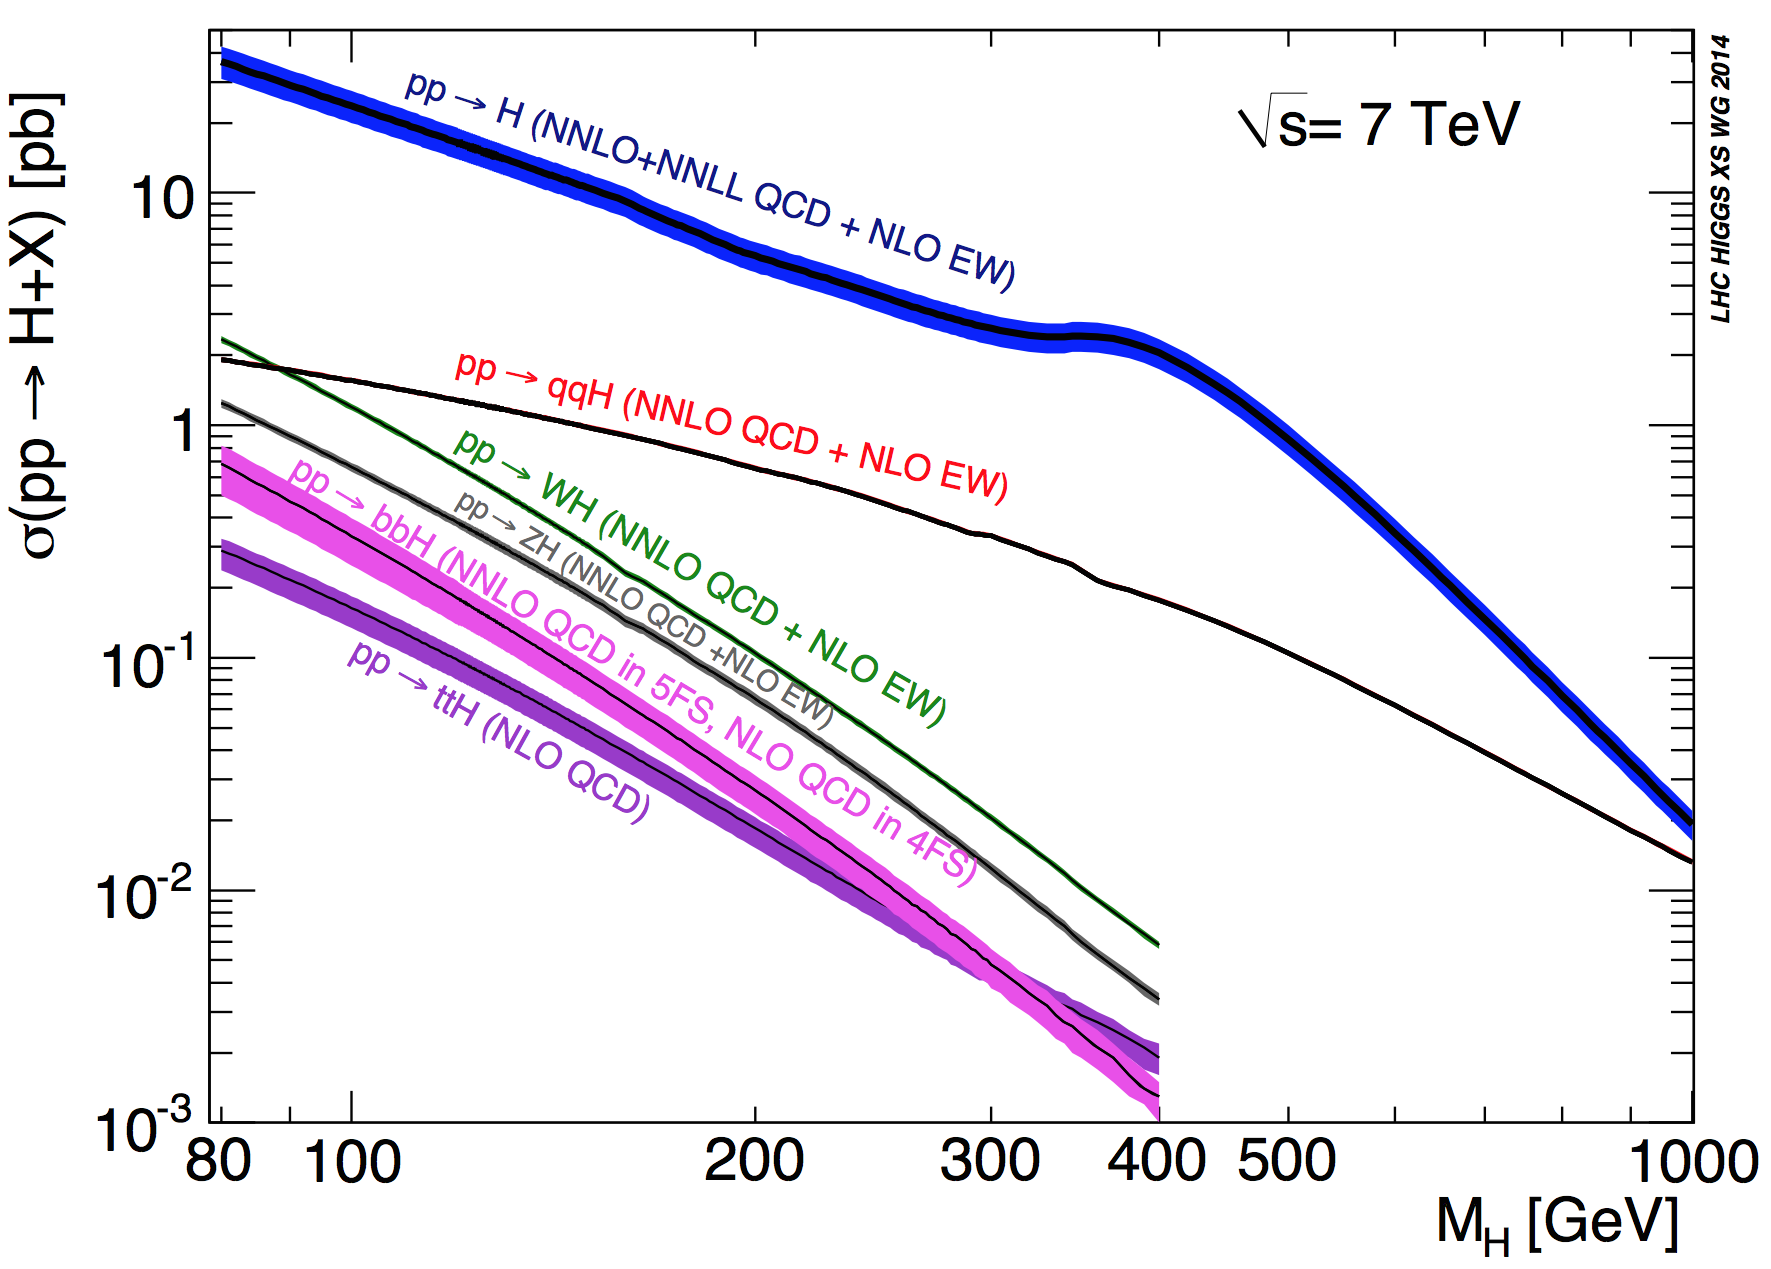 σ(pp → H+X) [pb]
pp → H (NNLO+NNLL QCD + NLO EW)
√s= 7 TeV
LHC HIGGS XS WG 2014
pp → qqH (NNLO QCD + NLO EW)
pp → WH (NNLO QCD + NLO EW)
pp → ZH (NNLO QCD +NLO EW)
pp → bbH (NNLO QCD in 5FS, NLO QCD in 4FS)
pp → ttH (NLO QCD)
10
1
10⁻¹
10⁻²
10⁻³
80 100 200 300 400 500 1000
M_H [GeV]